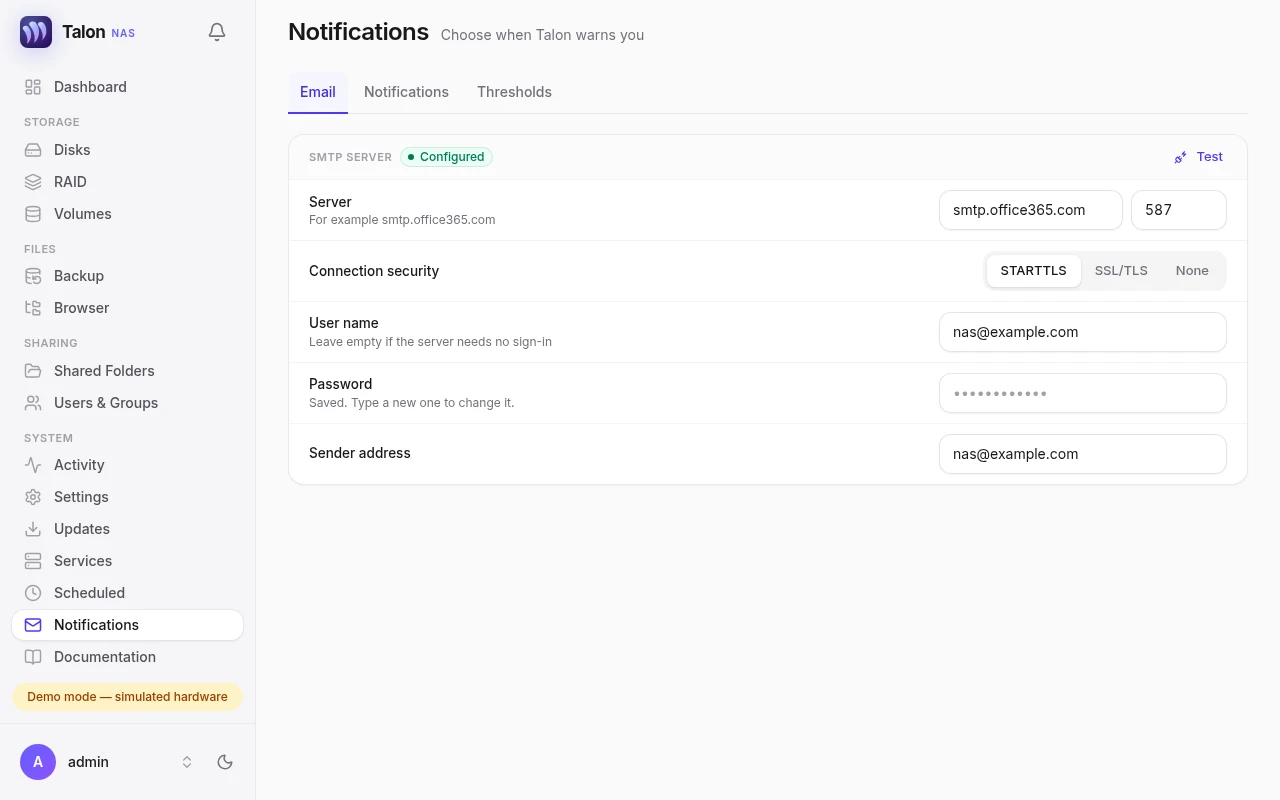 Talon NAS
Dashboard
STORAGE
Disks
RAID
Volumes
FILES
Backup
Browser
SHARING
Shared Folders
Users & Groups
SYSTEM
Activity
Settings
Updates
Services
Scheduled
Notifications
Documentation
Demo mode — simulated hardware
A admin
Notifications Choose when Talon warns you
Email Notifications Thresholds
SMTP SERVER Configured Test
Server
For example smtp.office365.com
smtp.office365.com 587
Connection security
STARTTLS SSL/TLS None
User name
Leave empty if the server needs no sign-in
nas@example.com
Password
Saved. Type a new one to change it.
••••••••••••
Sender address
nas@example.com